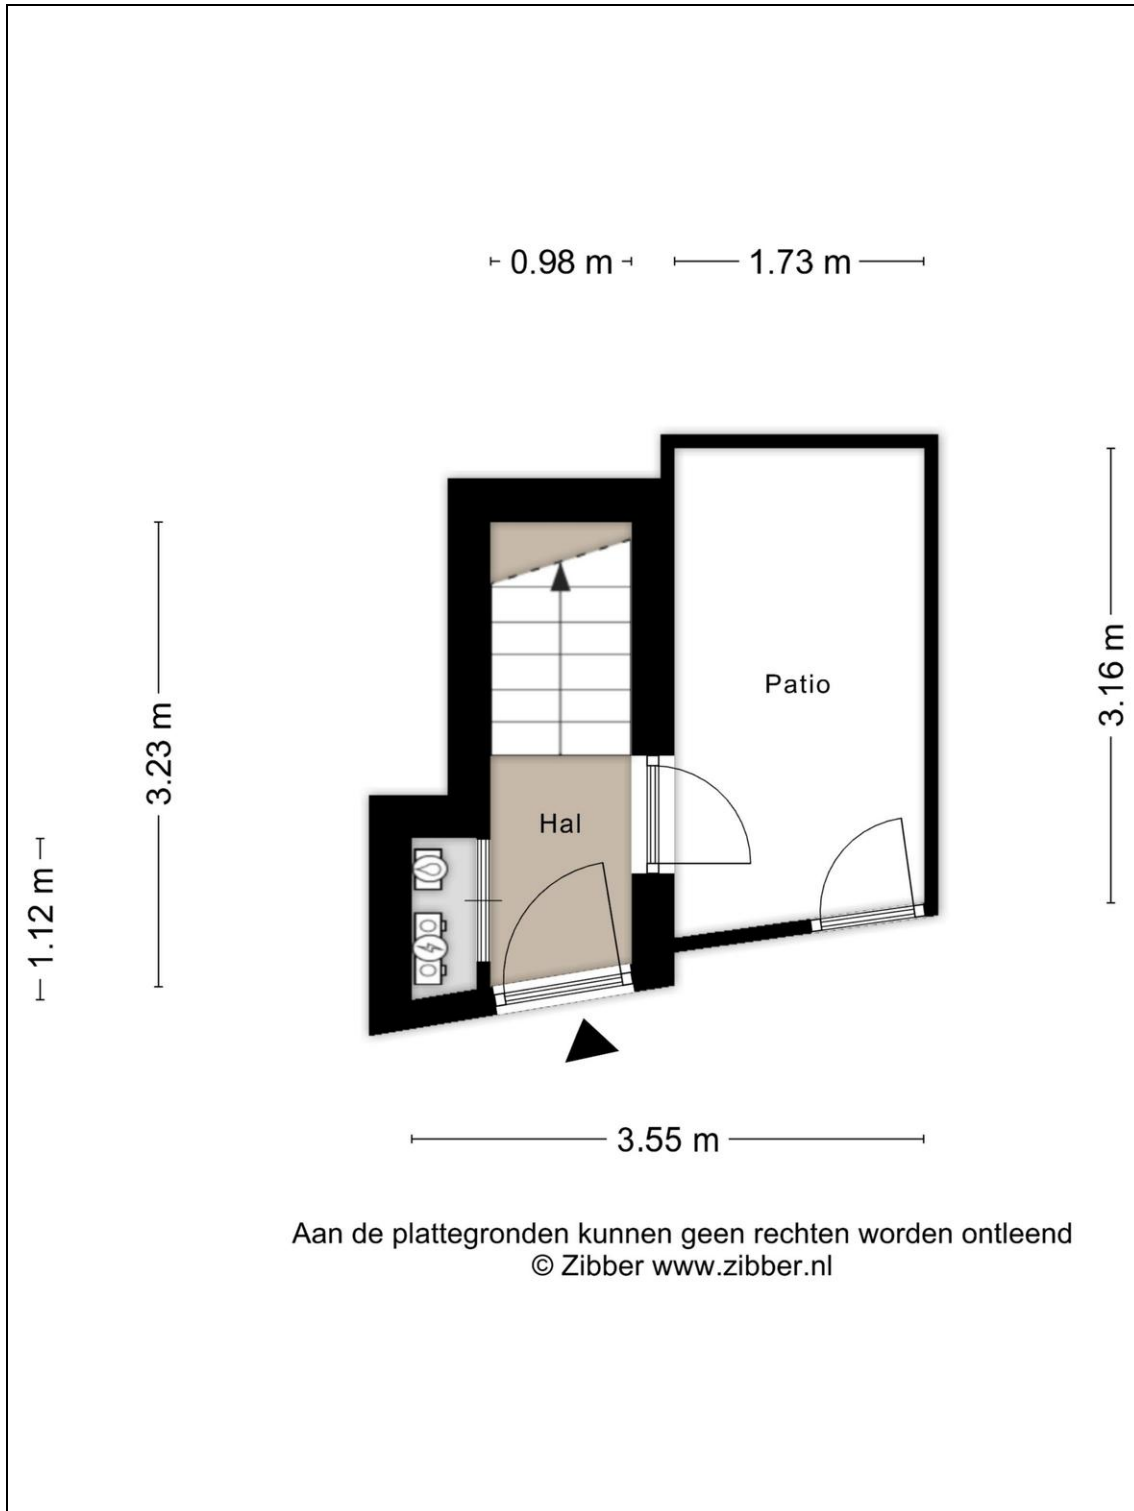 0.98 m
1.73 m
Patio
3.16 m
3.23 m
Hal
1.12 m
3.55 m
Aan de plattegronden kunnen geen rechten worden ontleend
© Zibber www.zibber.nl